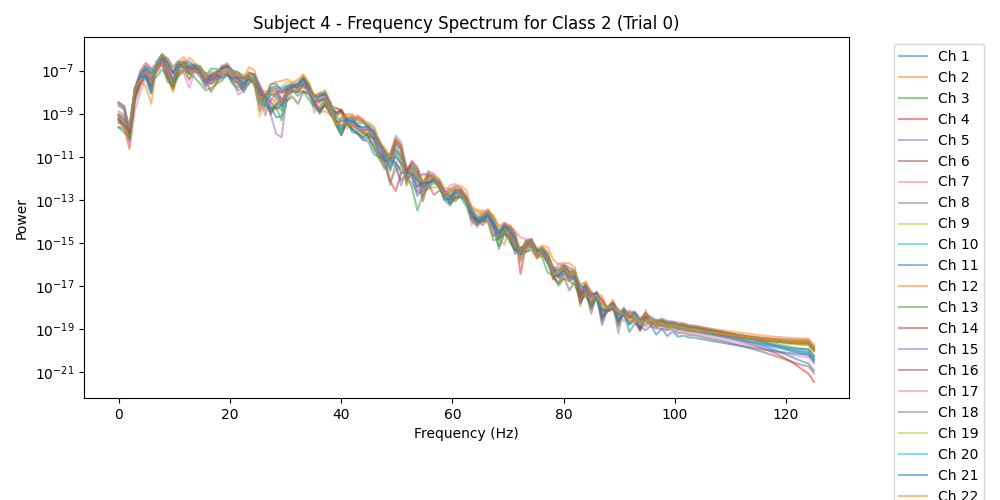 Subject 4 - Frequency Spectrum for Class 2 (Trial 0)
Power
10⁻⁷
10⁻⁹
10⁻¹¹
10⁻¹³
10⁻¹⁵
10⁻¹⁷
10⁻¹⁹
10⁻²¹
0 20 40 60 80 100 120
Frequency (Hz)
Ch 1
Ch 2
Ch 3
Ch 4
Ch 5
Ch 6
Ch 7
Ch 8
Ch 9
Ch 10
Ch 11
Ch 12
Ch 13
Ch 14
Ch 15
Ch 16
Ch 17
Ch 18
Ch 19
Ch 20
Ch 21
Ch 22